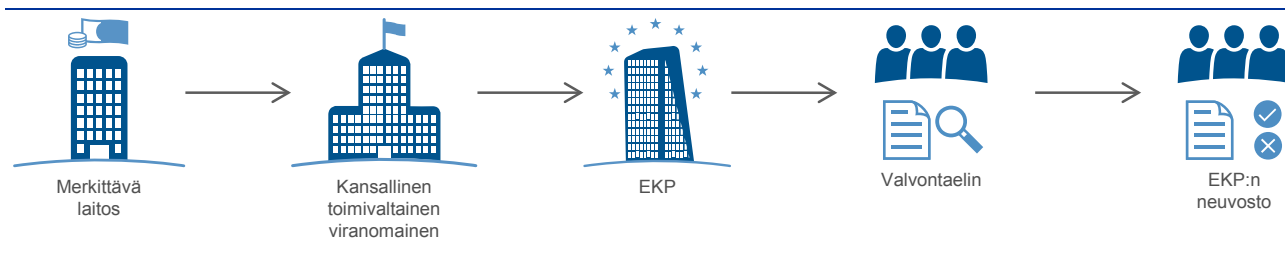 Merkittävä
laitos
Kansallinen
toimivaltainen
viranomainen
EKP
Valvontaelin
EKP:n
neuvosto